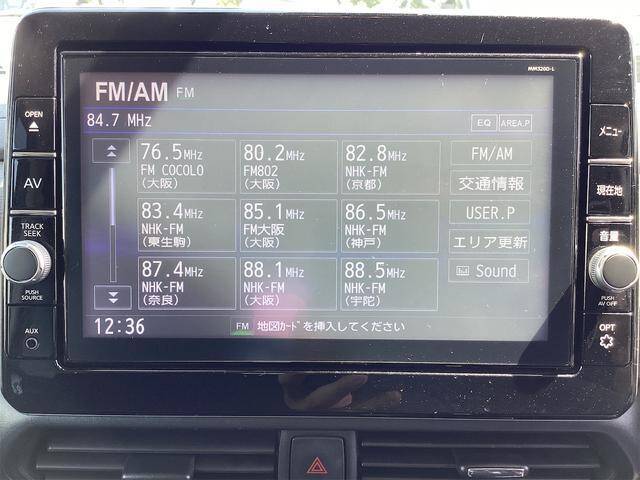 MM320D-L
OPEN
AV
TRACK
SEEK
PUSH
SOURCE
AUX
FM/AM FM
84.7 MHz
EQ AREA.P
76.5MHz
FM COCOLO
(大阪)
80.2MHz
FM802
(大阪)
82.8MHz
NHK-FM
(京都)
83.4MHz
NHK-FM
(東生駒)
85.1MHz
FM大阪
(大阪)
86.5MHz
NHK-FM
(神戸)
87.4MHz
NHK-FM
(奈良)
88.1MHz
NHK-FM
(大阪)
88.5MHz
NHK-FM
(宇陀)
FM/AM
交通情報
USER.P
エリア更新
Sound
12:36
FM 地図ｶｰﾄﾞを挿入してください
メニュー
現在地
音量
PUSH
AV OFF
OPT